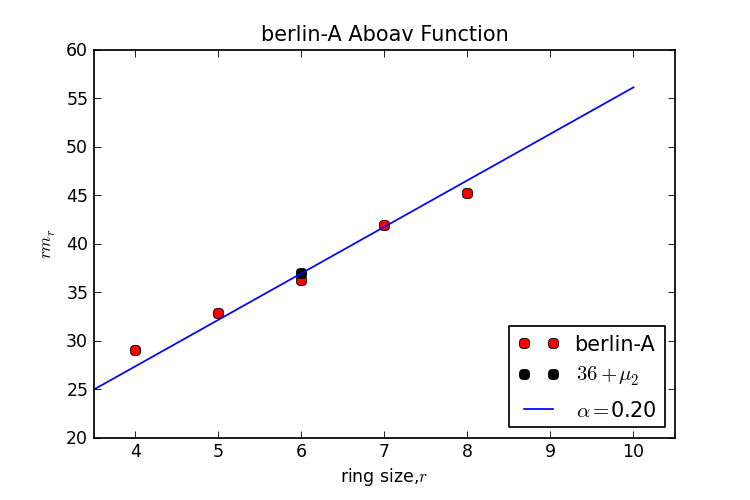 berlin-A Aboav Function
60
55
50
45
40
35
30
25
20
rm_r
berlin-A
36+μ₂
α=0.20
4 5 6 7 8 9 10
ring size,r